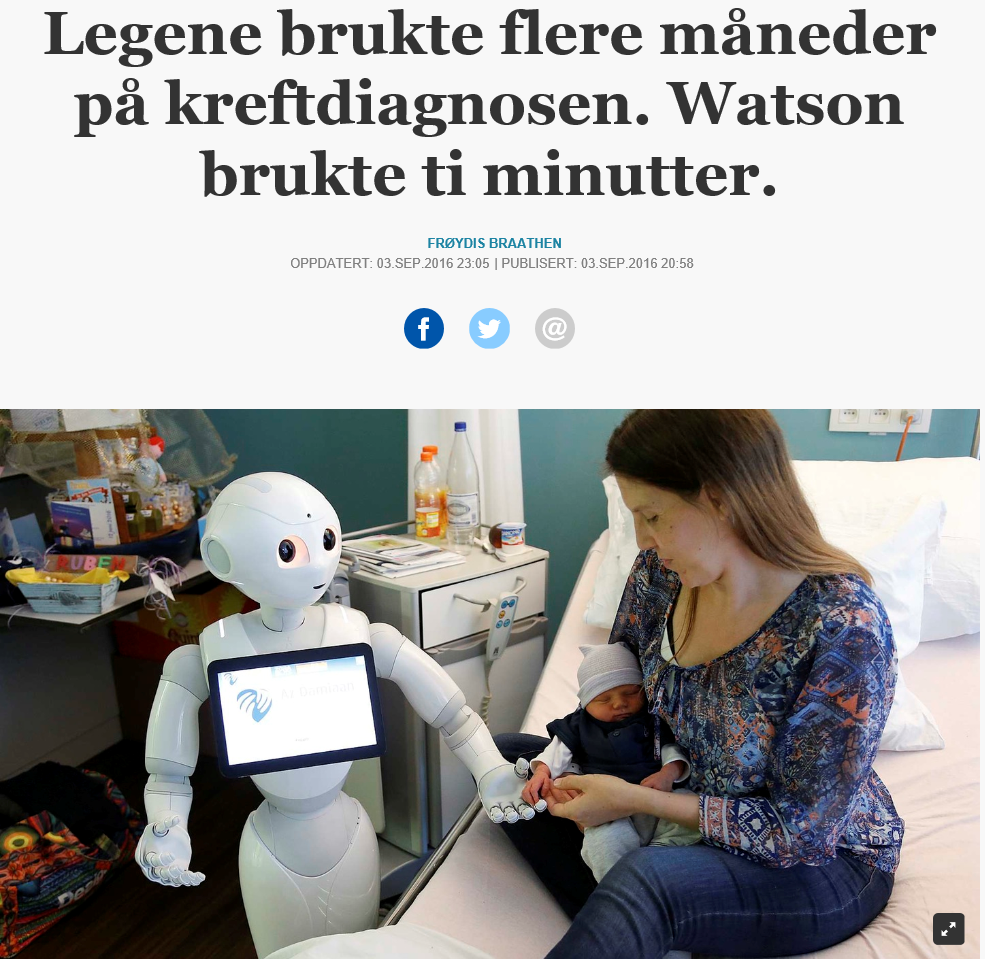 Legene brukte flere måneder
på kreftdiagnosen. Watson
brukte ti minutter.
FRØYDIS BRAATHEN
OPPDATERT: 03.SEP.2016 23:05 | PUBLISERT: 03.SEP.2016 20:58
RUBEN